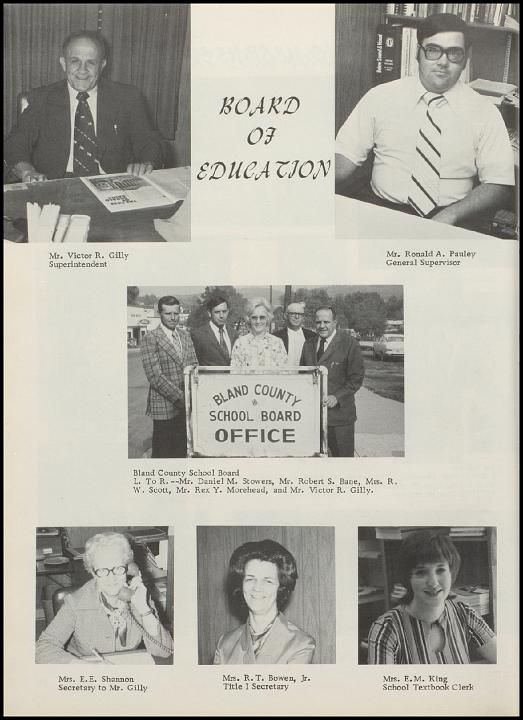 BOARD
OF
EDUCATION
Mr. Victor R. Gilly
Superintendent
Mr. Ronald A. Pauley
General Supervisor
BLAND COUNTY
SCHOOL BOARD
OFFICE
Bland County School Board
L. To R.--Mr. Daniel M. Stowers, Mr. Robert S. Bane, Mrs. R.
W. Scott, Mr. Rex Y. Morehead, and Mr. Victor R. Gilly.
Mrs. E.E. Shannon
Secretary to Mr. Gilly
Mrs. R.T. Bowen, Jr.
Title I Secretary
Mrs. E.M. King
School Textbook Clerk